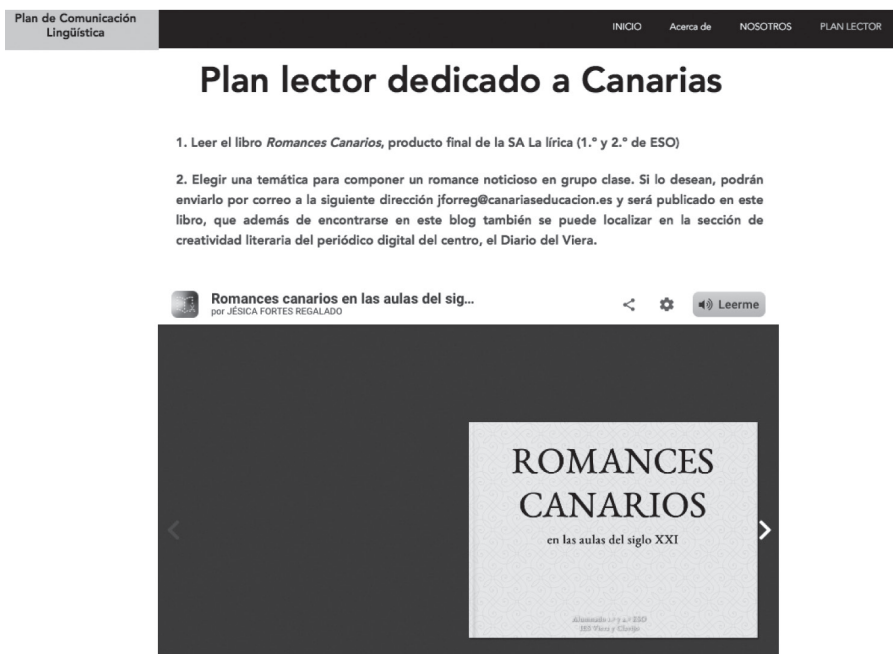 Plan de Comunicación
Lingüística
INICIO Acerca de NOSOTROS PLAN LECTOR
Plan lector dedicado a Canarias
1. Leer el libro Romances Canarios, producto final de la SA La lírica (1.º y 2.º de ESO)
2. Elegir una temática para componer un romance noticioso en grupo clase. Si lo desean, podrán
enviarlo por correo a la siguiente dirección jforreg@canariaseducacion.es y será publicado en este
libro, que además de encontrarse en este blog también se puede localizar en la sección de
creatividad literaria del periódico digital del centro, el Diario del Viera.
Romances canarios en las aulas del sig...
por JÉSICA FORTES REGALADO
Leerme
ROMANCES
CANARIOS
en las aulas del siglo XXI
Alumnado 1.º y 2.º ESO
IES Viera y Clavijo